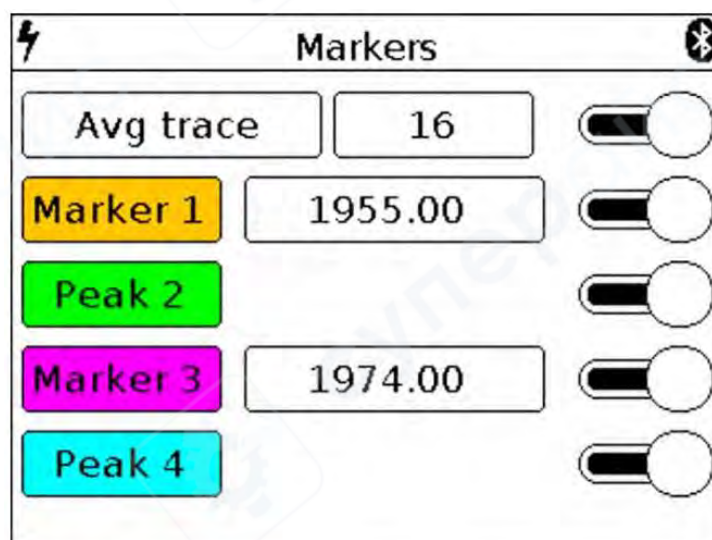 Markers
Avg trace 16
Marker 1 1955.00
Peak 2
Marker 3 1974.00
Peak 4